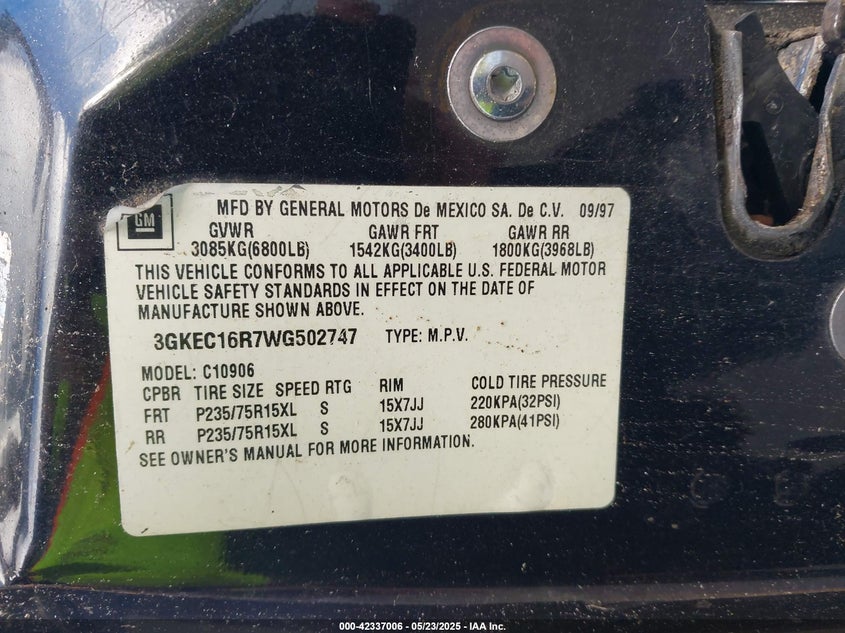 GM
MFD BY GENERAL MOTORS De MEXICO SA. De C.V. 09/97
GVWR GAWR FRT GAWR RR
3085KG(6800LB) 1542KG(3400LB) 1800KG(3968LB)
THIS VEHICLE CONFORMS TO ALL APPLICABLE U.S. FEDERAL MOTOR
VEHICLE SAFETY STANDARDS IN EFFECT ON THE DATE OF
MANUFACTURE SHOWN ABOVE.
3GKEC16R7WG502747 TYPE: M.P.V.
MODEL: C10906
CPBR TIRE SIZE SPEED RTG RIM COLD TIRE PRESSURE
FRT P235/75R15XL S 15X7JJ 220KPA(32PSI)
RR P235/75R15XL S 15X7JJ 280KPA(41PSI)
SEE OWNER'S MANUAL FOR MORE INFORMATION.
000-42337006 - 05/23/2025 - IAA Inc.